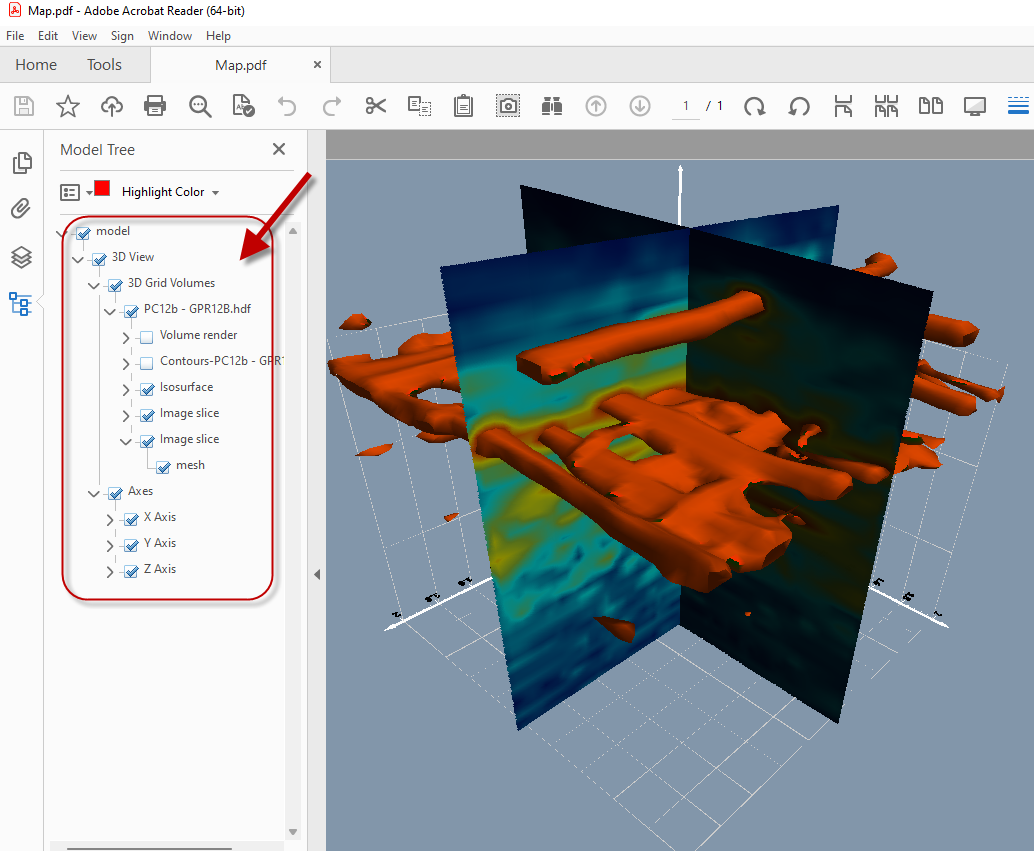 Map.pdf - Adobe Acrobat Reader (64-bit)
File Edit View Sign Window Help
Home Tools Map.pdf ×
1 / 1
Model Tree
Highlight Color
model
3D View
3D Grid Volumes
PC12b - GPR12B.hdf
Volume render
Contours-PC12b - GPR
Isosurface
Image slice
Image slice
mesh
Axes
X Axis
Y Axis
Z Axis